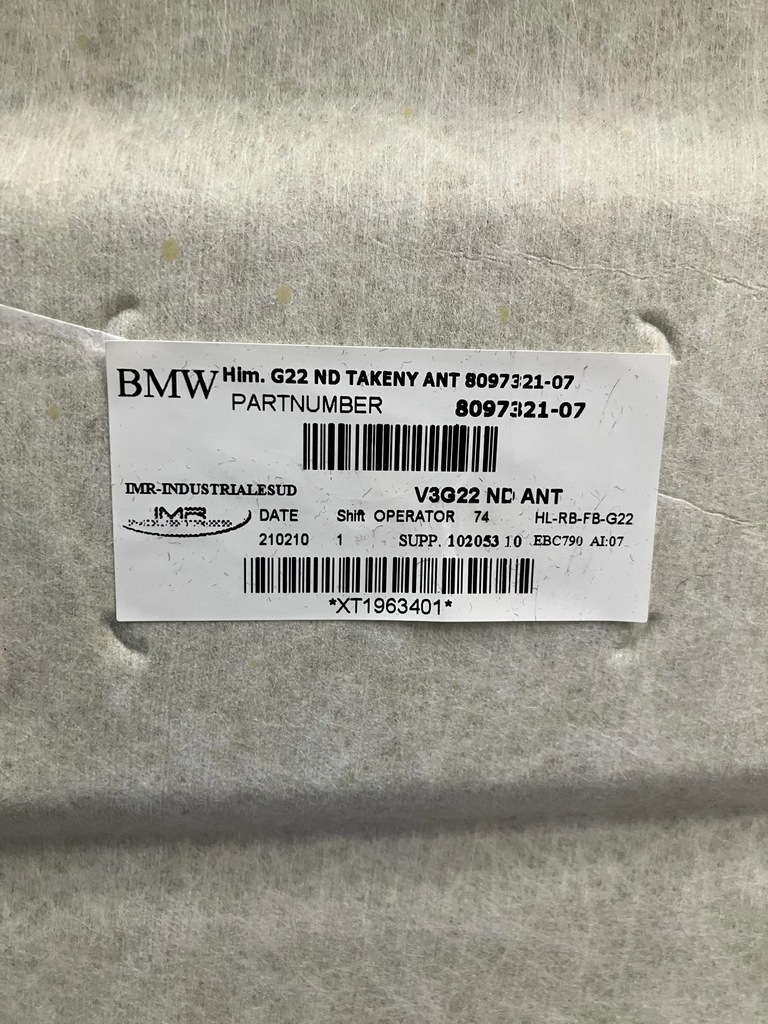 BMW Him. G22 ND TAKENY ANT 8097321-07
PARTNUMBER 8097321-07
IMR-INDUSTRIALESUD V3G22 ND ANT
IMR
DATE Shift OPERATOR 74 HL-RB-FB-G22
210210 1 SUPP. 102053 10 EBC790 AI:07
*XT1963401*